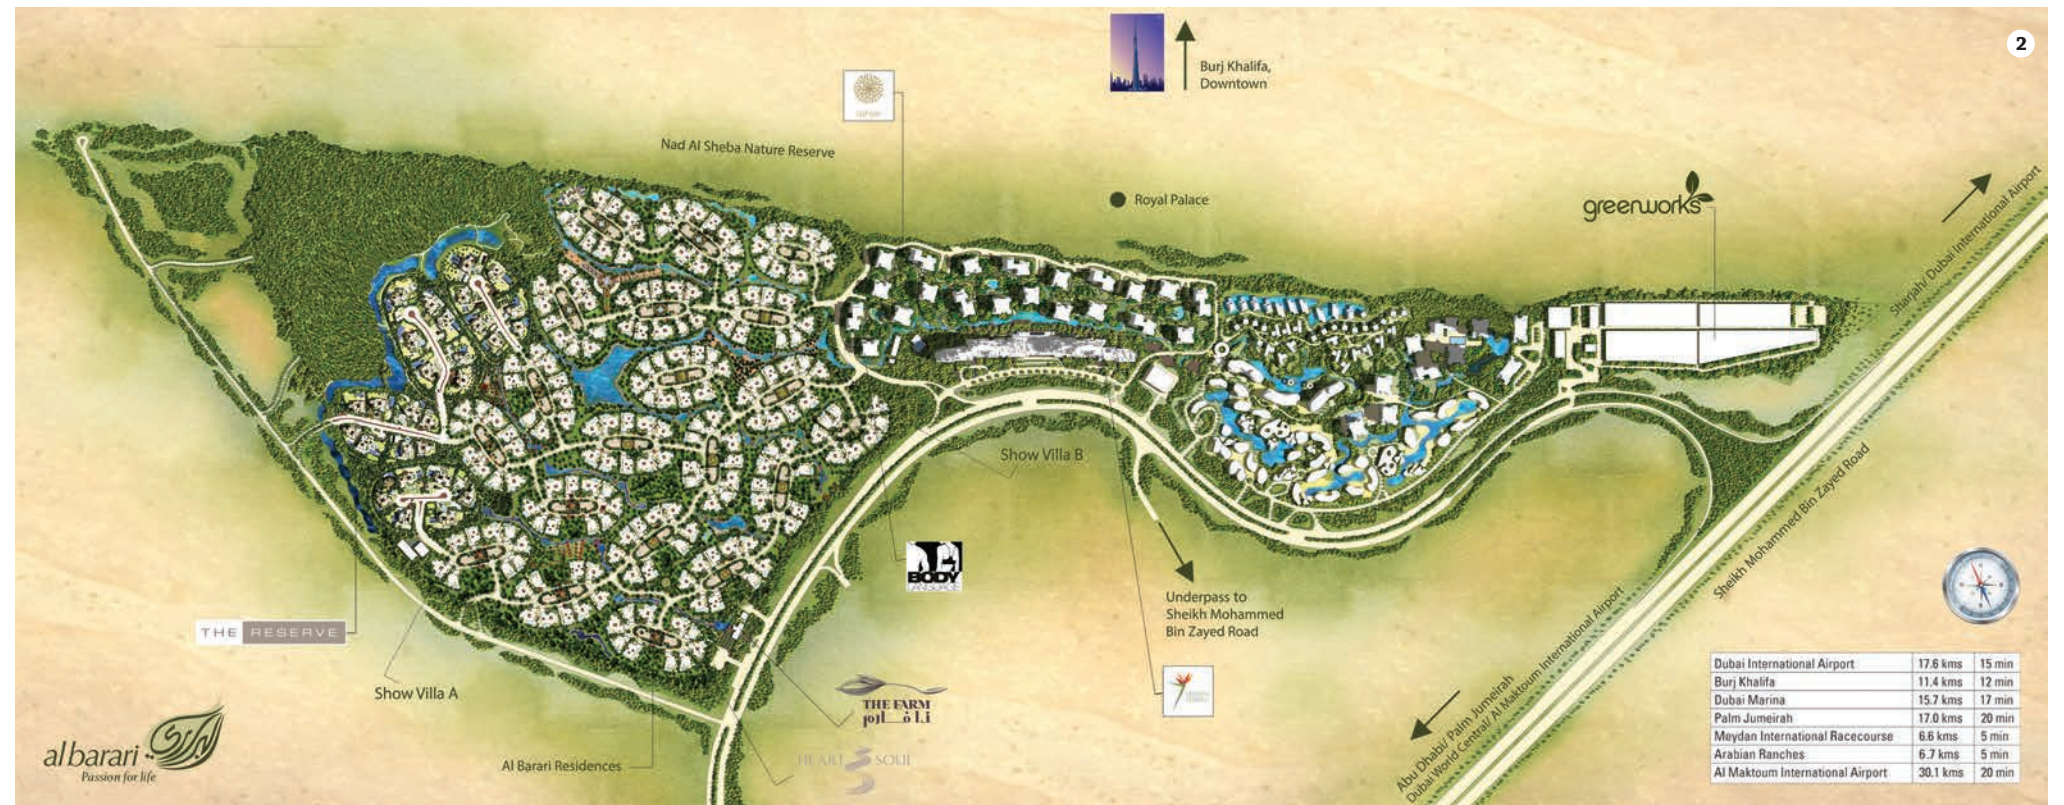 2
Burj Khalifa,
Downtown
Nad Al Sheba Nature Reserve
Royal Palace
greenworks
Sharjah/ Dubai International Airport
Sheikh Mohammed Bin Zayed Road
Show Villa B
BODY
LANGUAGE
Underpass to
Sheikh Mohammed
Bin Zayed Road
THE RESERVE
Show Villa A
THE FARM
Al Barari Residences
HEART SOUL
al barari
البراري
Passion for life
Abu Dhabi/ Palm Jumeirah
Dubai World Central/ Al Maktoum International Airport
Dubai International Airport 17.6 kms 15 min
Burj Khalifa 11.4 kms 12 min
Dubai Marina 15.7 kms 17 min
Palm Jumeirah 17.0 kms 20 min
Meydan International Racecourse 6.6 kms 5 min
Arabian Ranches 6.7 kms 5 min
Al Maktoum International Airport 30.1 kms 20 min